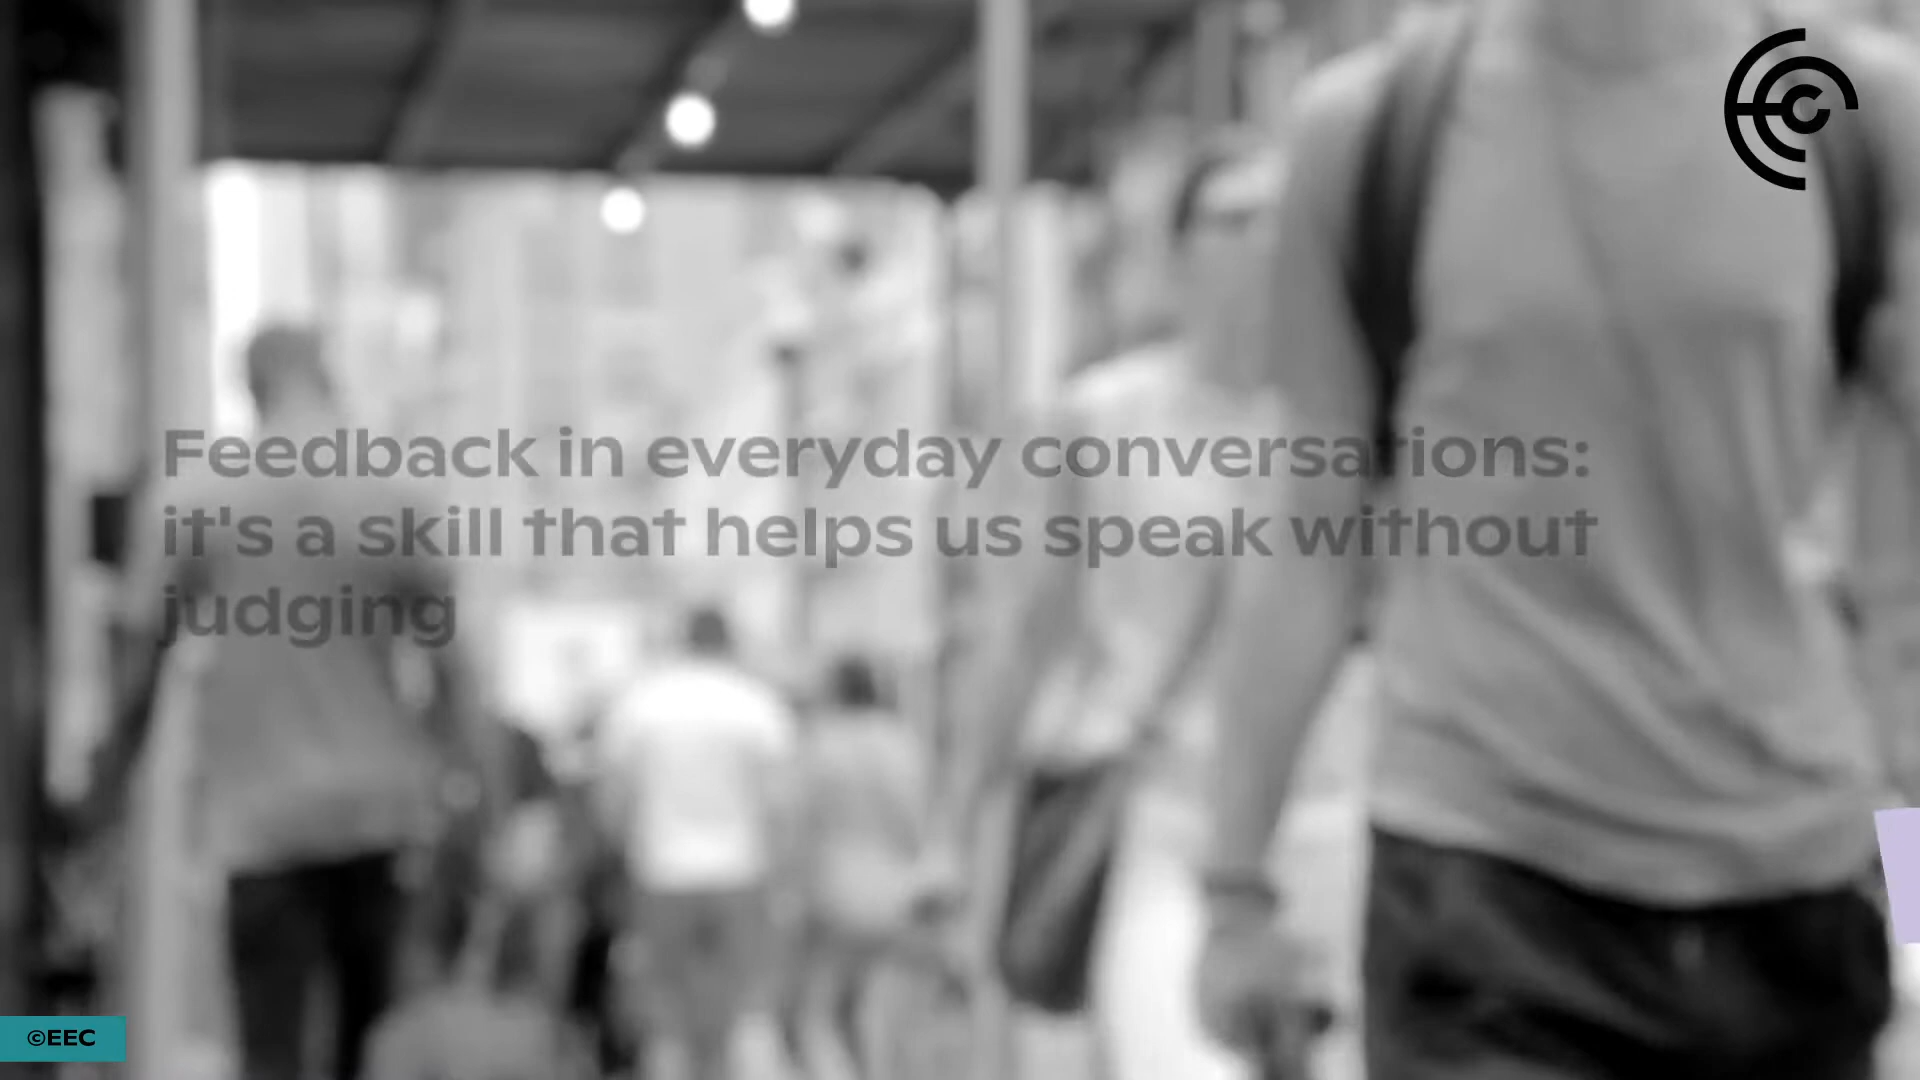 Feedback in everyday conversations:
it's a skill that helps us speak without
judging
©EEC